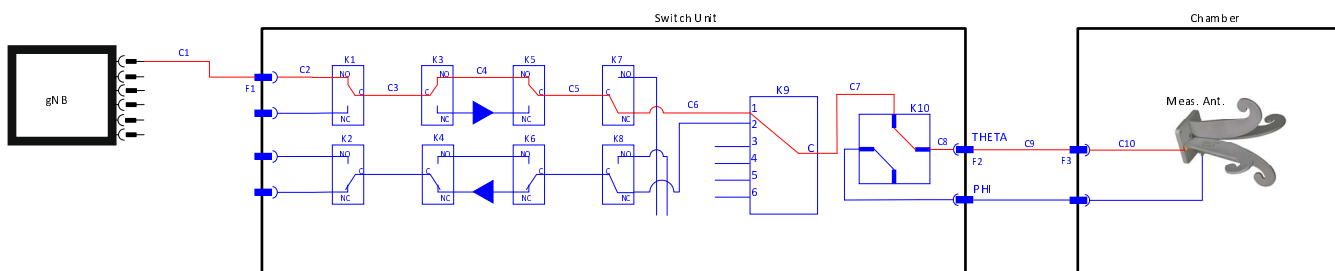 Switch Unit
Chamber
gNB
C1
F1
C2
K1
NO
C
NC
C3
K3
NO
C
NC
C4
K5
NO
C
NC
C5
K7
NO
C
NC
C6
K2
NO
C
NC
K4
NO
C
NC
K6
NO
C
NC
K8
NO
C
NC
K9
1
2
3
4
5
6
C
C7
K10
C8
THETA
F2
PHI
C9
F3
C10
Meas. Ant.